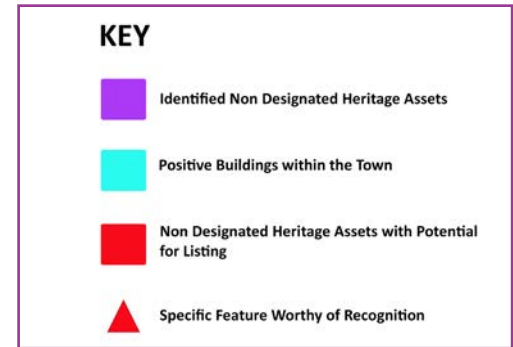 KEY
Identified Non Designated Heritage Assets
Positive Buildings within the Town
Non Designated Heritage Assets with Potential
for Listing
Specific Feature Worthy of Recognition